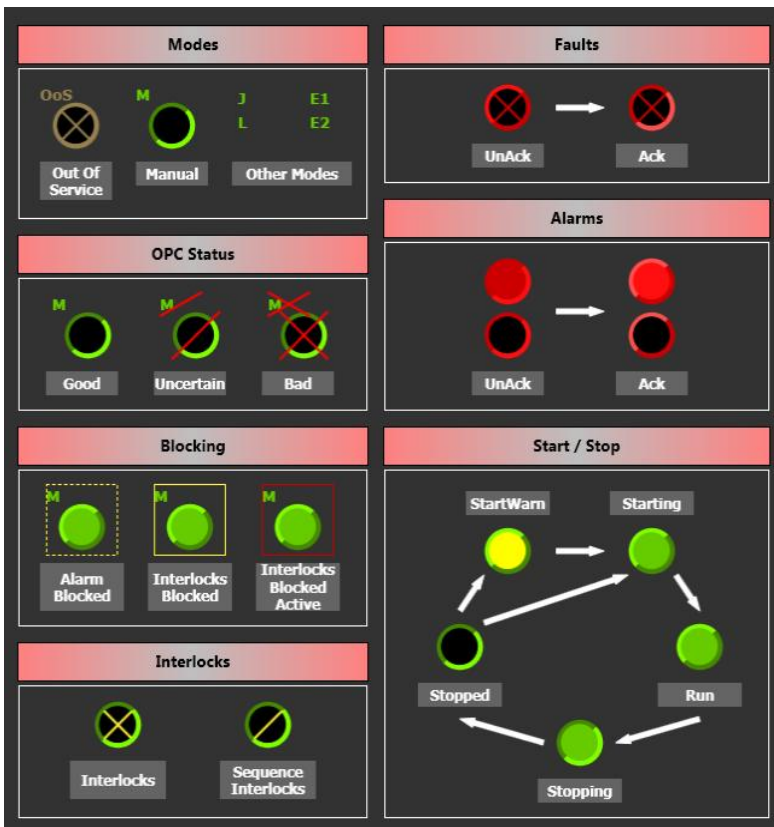 Modes
OoS
M
J
E1
L
E2
Out Of
Service
Manual
Other Modes
OPC Status
M
M
M
Good
Uncertain
Bad
Blocking
M
M
M
Alarm
Blocked
Interlocks
Blocked
Interlocks
Blocked
Active
Interlocks
Interlocks
Sequence
Interlocks
Faults
UnAck
Ack
Alarms
UnAck
Ack
Start / Stop
StartWarn
Starting
Stopped
Run
Stopping